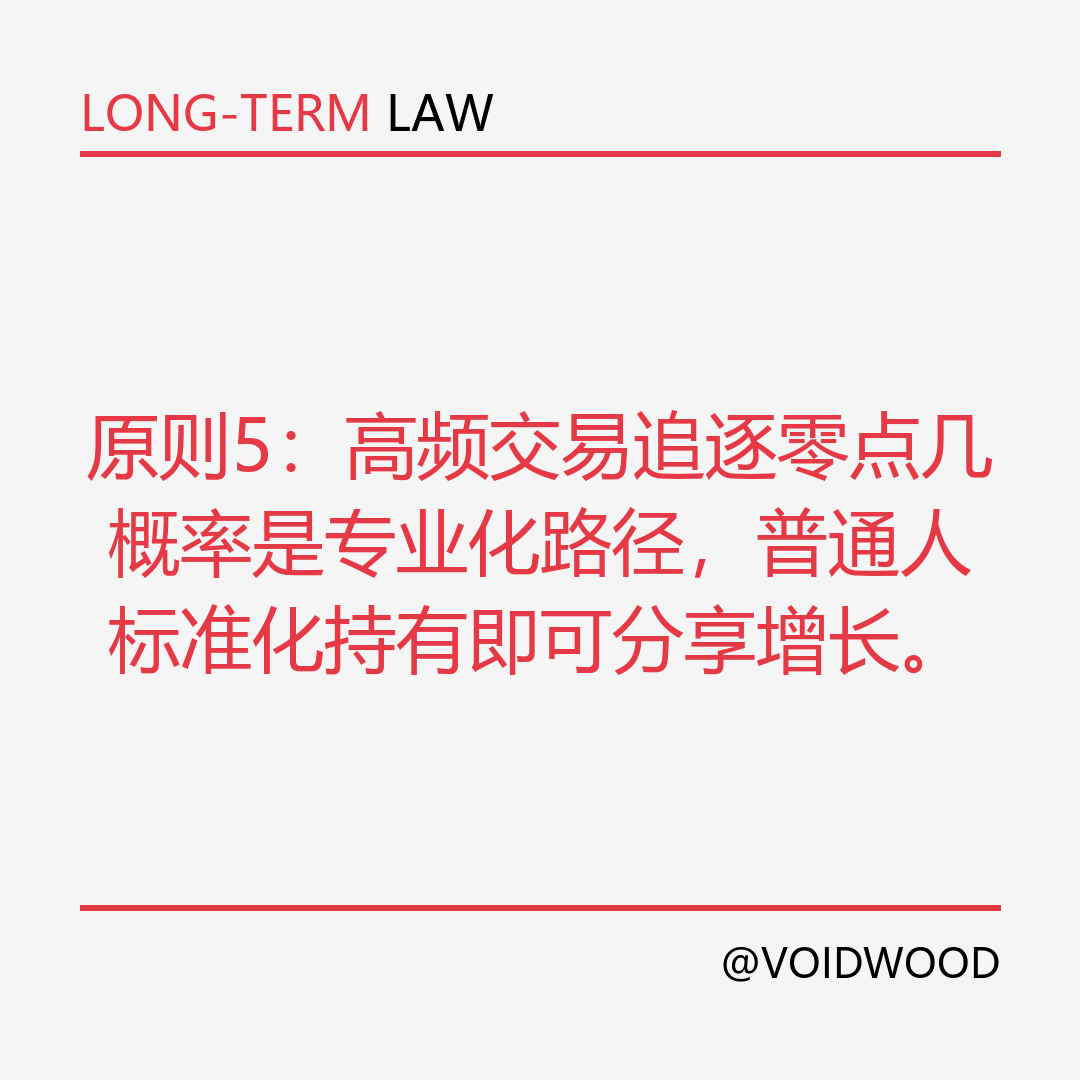 LONG-TERM LAW
原则5：高频交易追逐零点几
概率是专业化路径，普通人
标准化持有即可分享增长。
@VOIDWOOD